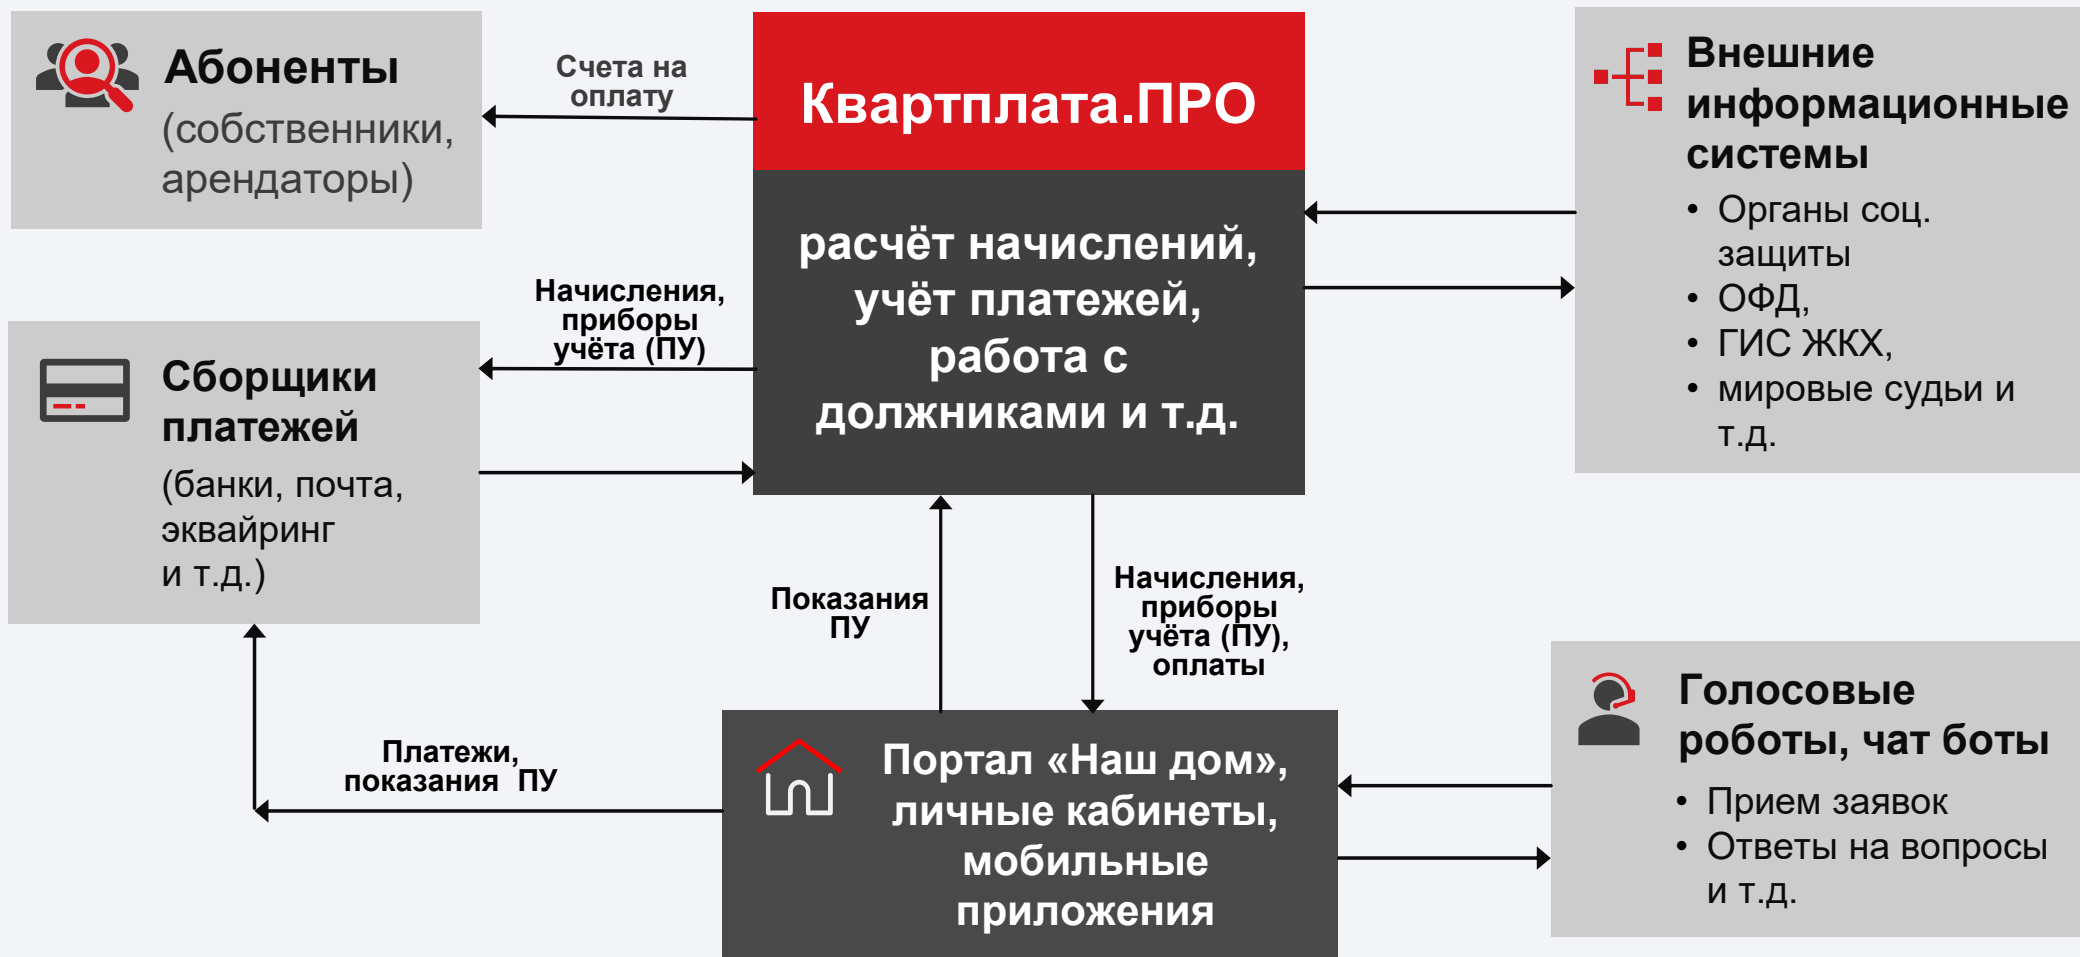 Абоненты
(собственники,
арендаторы)
Счета на
оплату
Квартплата.ПРО
расчёт начислений,
учёт платежей,
работа с
должниками и т.д.
Внешние
информационные
системы
• Органы соц.
защиты
• ОФД,
• ГИС ЖКХ,
• мировые судьи и
т.д.
Начисления,
приборы
учёта (ПУ)
Сборщики
платежей
(банки, почта,
эквайринг
и т.д.)
Показания
ПУ
Начисления,
приборы
учёта (ПУ),
оплаты
Платежи,
показания ПУ
Портал «Наш дом»,
личные кабинеты,
мобильные
приложения
Голосовые
роботы, чат боты
• Прием заявок
• Ответы на вопросы
и т.д.